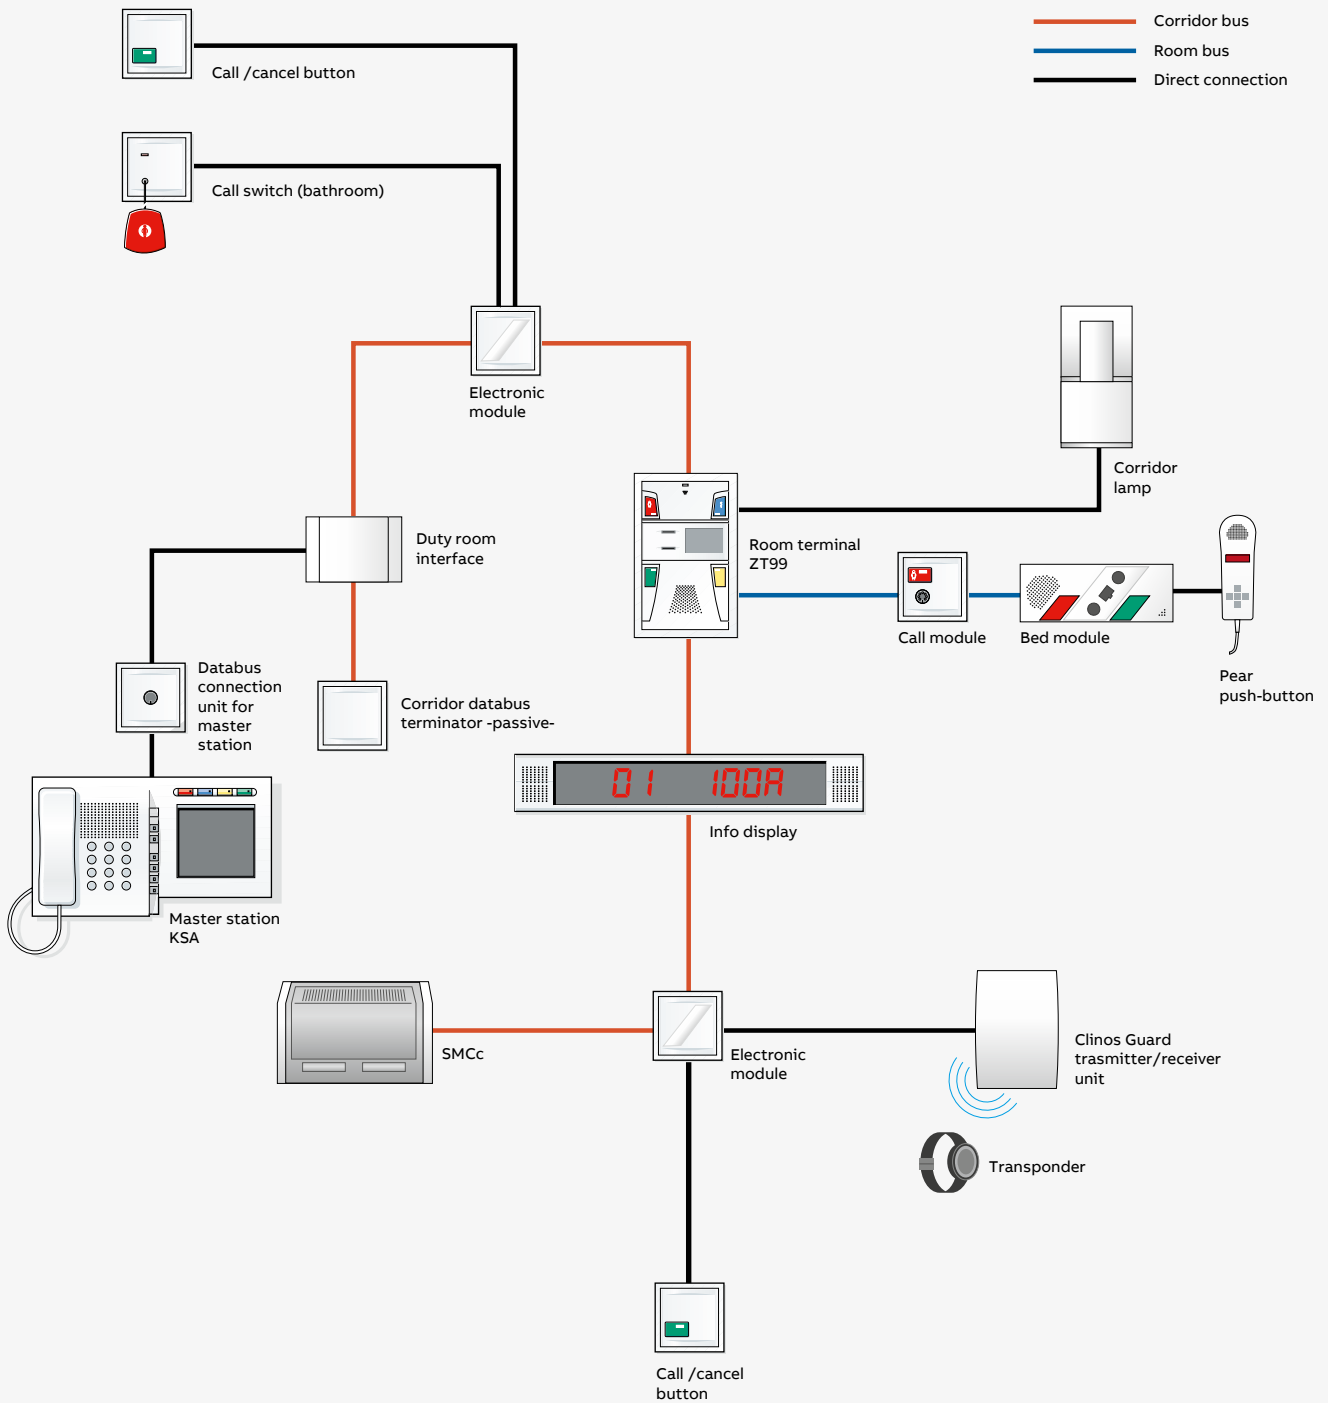 Corridor bus
Room bus
Direct connection
Call /cancel button
Call switch (bathroom)
Electronic
module
Corridor
lamp
Duty room
interface
Room terminal
ZT99
Call module
Bed module
Pear
push-button
Databus
connection
unit for
master
station
Corridor databus
terminator -passive-
01 100A
Info display
Master station
KSA
SMCc
Electronic
module
Clinos Guard
trasmitter/receiver
unit
Transponder
Call /cancel
button